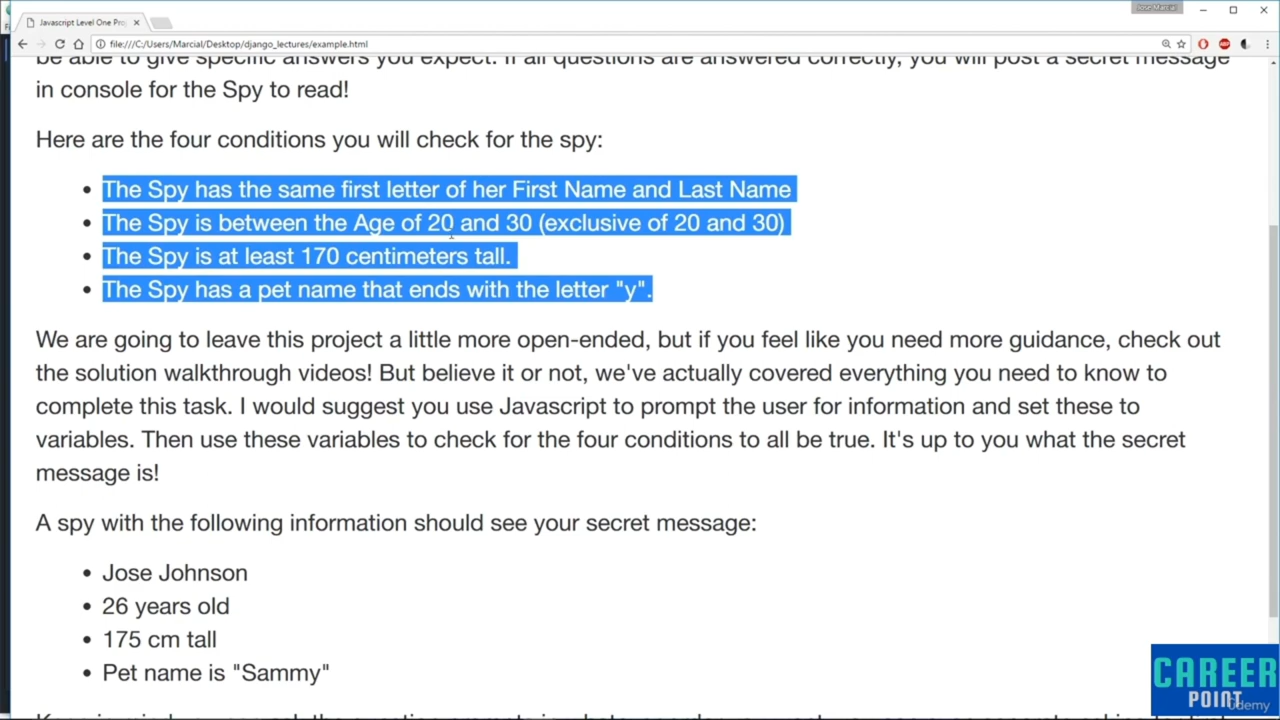 Jose Marcial
Javascript Level One Pro
file:///C:/Users/Marcial/Desktop/django_lectures/example.html
be able to give specific answers you expect. If all questions are answered correctly, you will post a secret message
in console for the Spy to read!
Here are the four conditions you will check for the spy:
• The Spy has the same first letter of her First Name and Last Name
• The Spy is between the Age of 20 and 30 (exclusive of 20 and 30)
• The Spy is at least 170 centimeters tall.
• The Spy has a pet name that ends with the letter "y".
We are going to leave this project a little more open-ended, but if you feel like you need more guidance, check out
the solution walkthrough videos! But believe it or not, we've actually covered everything you need to know to
complete this task. I would suggest you use Javascript to prompt the user for information and set these to
variables. Then use these variables to check for the four conditions to all be true. It's up to you what the secret
message is!
A spy with the following information should see your secret message:
• Jose Johnson
• 26 years old
• 175 cm tall
• Pet name is "Sammy"
CAREER
POINT
Udemy